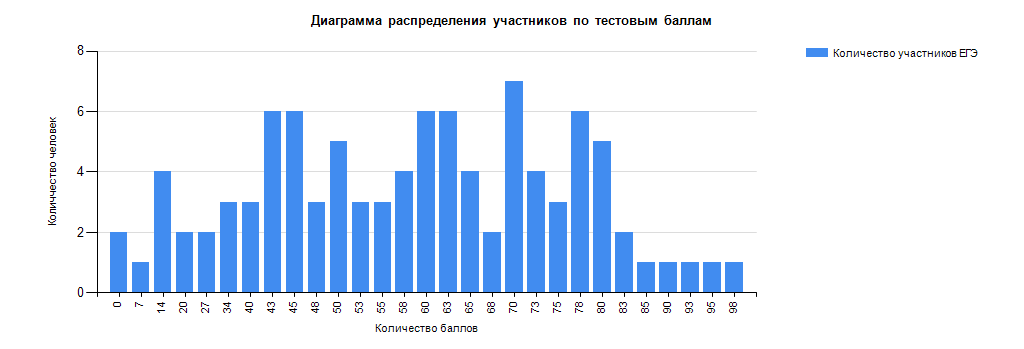 Диаграмма распределения участников по тестовым баллам
Количество участников ЕГЭ
Количчество человек
8
6
4
2
0
0 7 14 20 27 34 40 43 45 48 50 53 55 58 60 63 65 68 70 73 75 78 80 83 85 90 93 95 98
Количество баллов